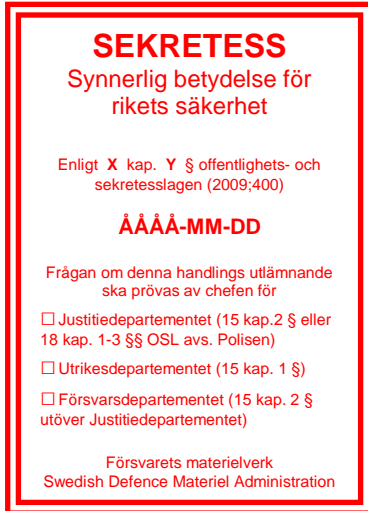 SEKRETESS
Synnerlig betydelse för
rikets säkerhet
Enligt X kap. Y § offentlighets- och
sekretesslagen (2009;400)
ÅÅÅÅ-MM-DD
Frågan om denna handlings utlämnande
ska prövas av chefen för
☐ Justitiedepartementet (15 kap.2 § eller
18 kap. 1-3 §§ OSL avs. Polisen)
☐ Utrikesdepartementet (15 kap. 1 §)
☐ Försvarsdepartementet (15 kap. 2 §
utöver Justitiedepartementet)
Försvarets materielverk
Swedish Defence Materiel Administration